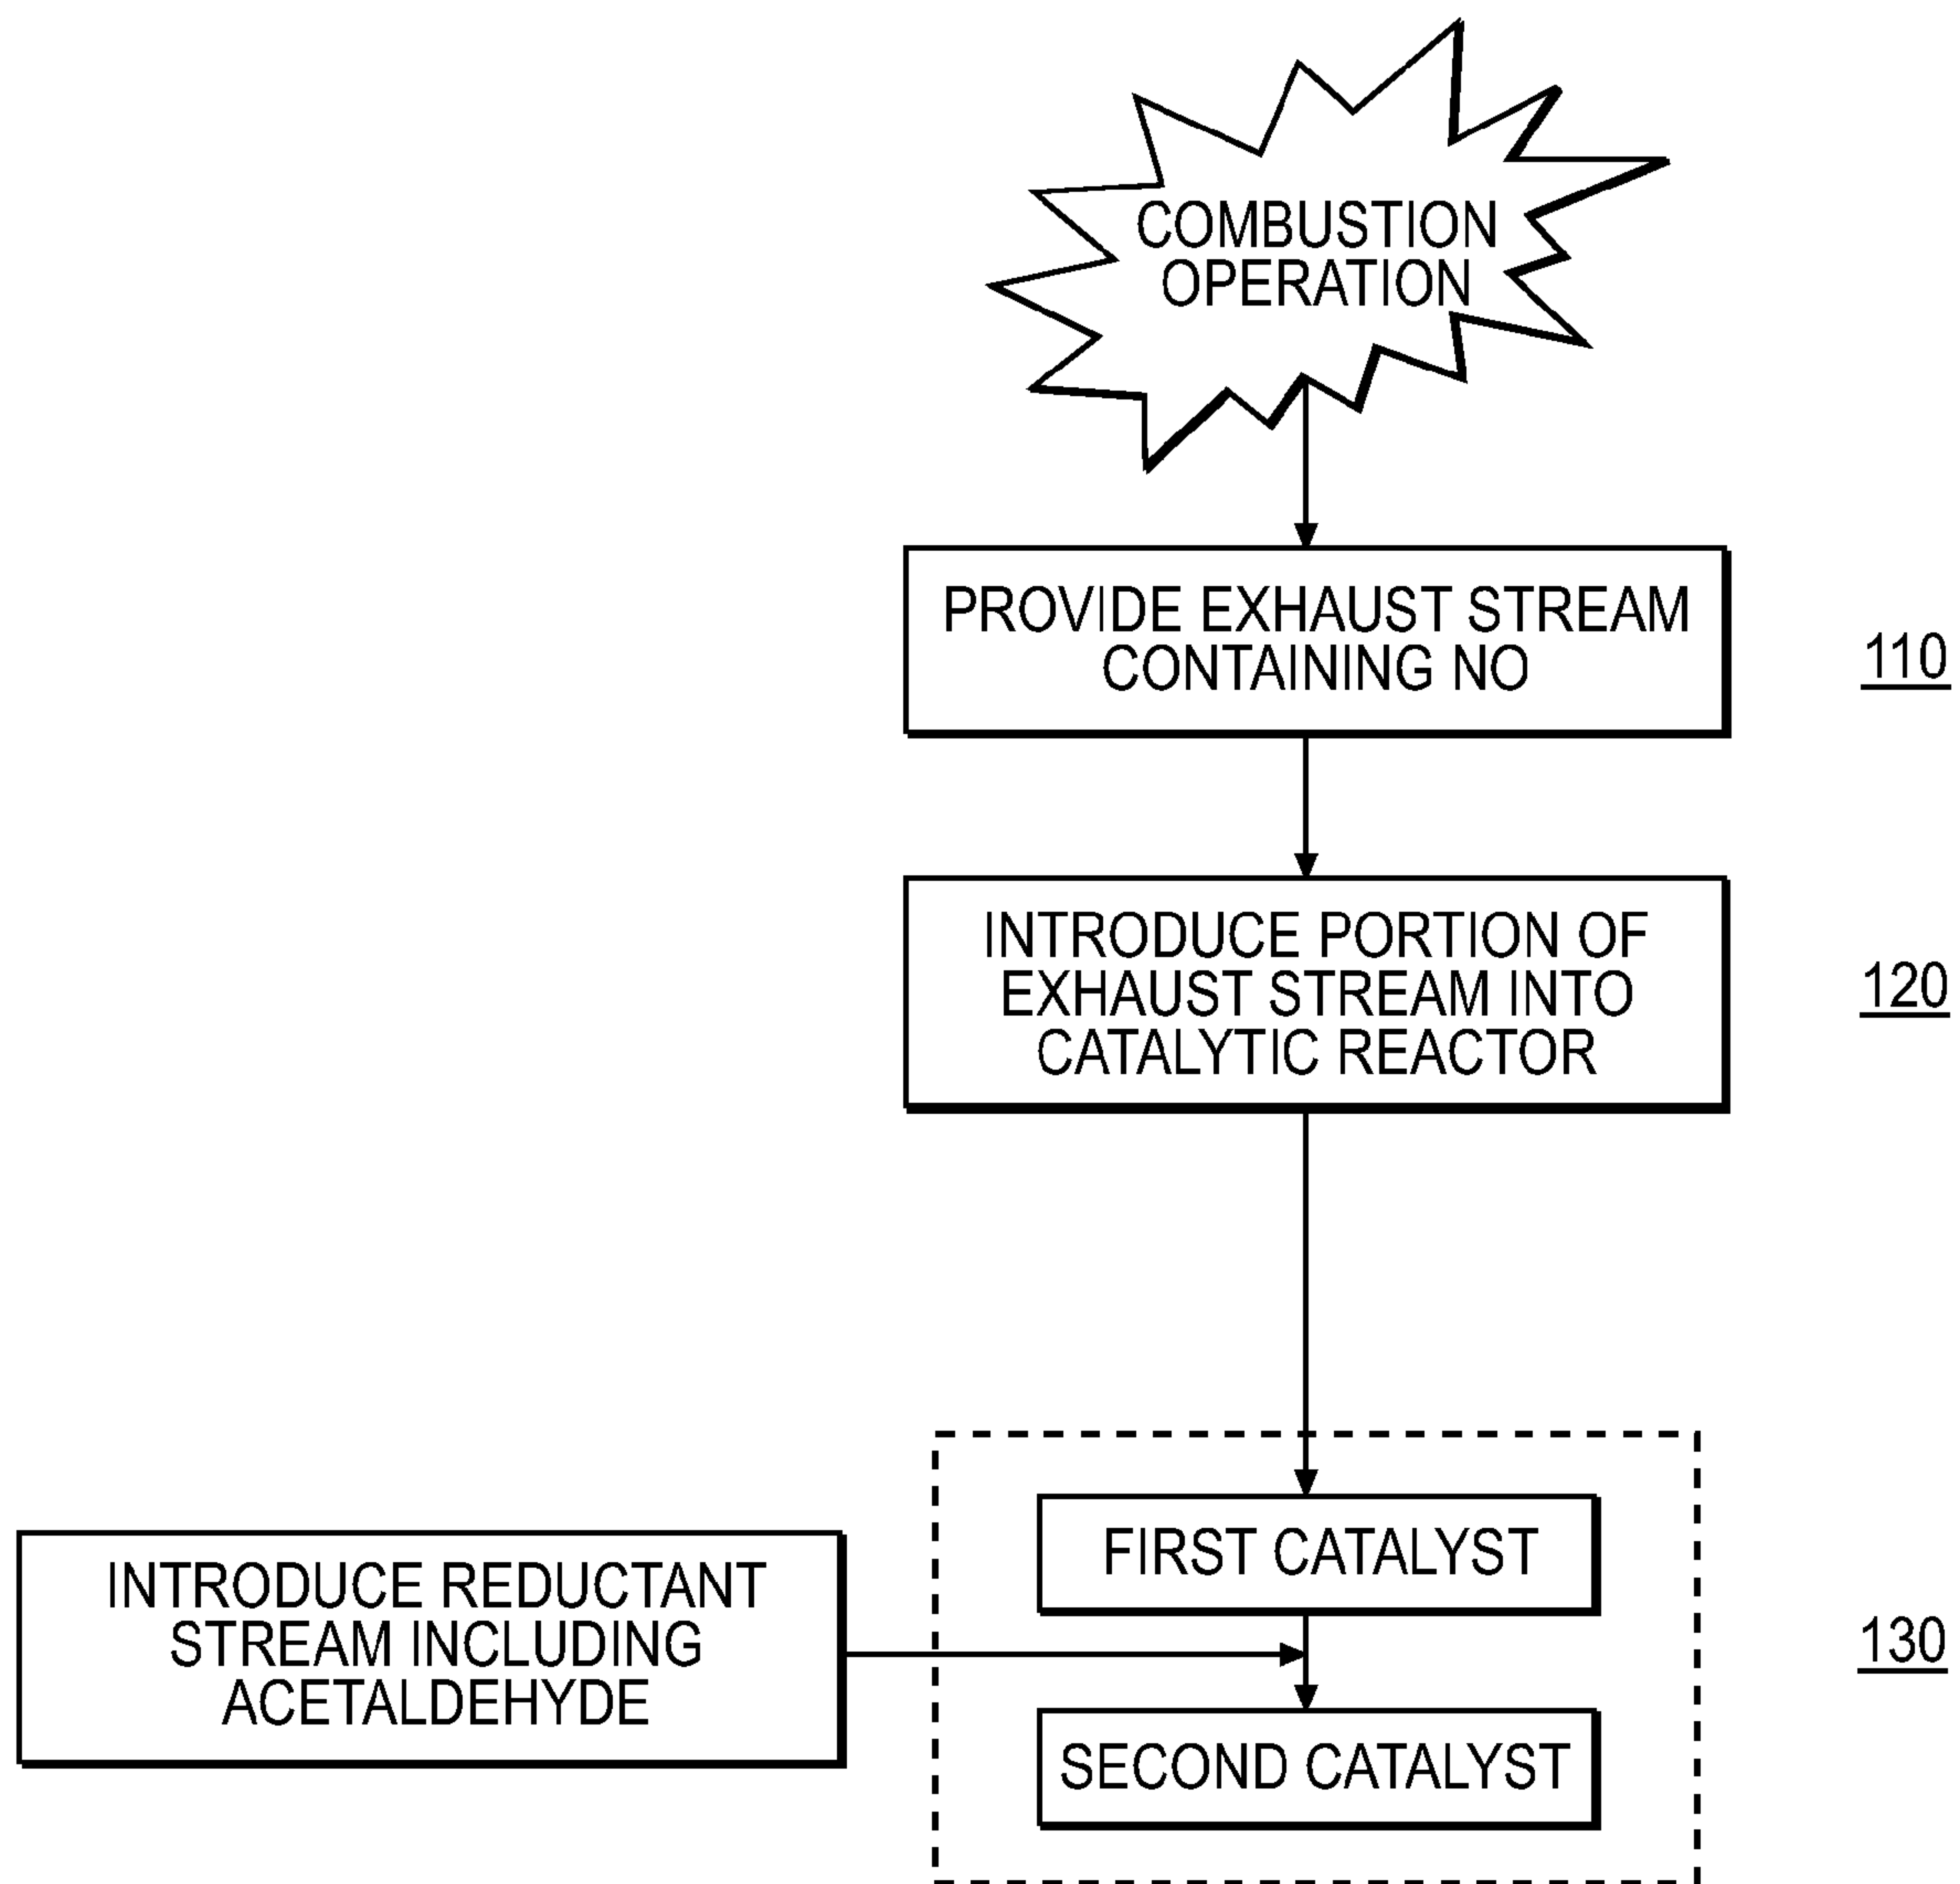 COMBUSTION
OPERATION
PROVIDE EXHAUST STREAM
CONTAINING NO
110
INTRODUCE PORTION OF
EXHAUST STREAM INTO
CATALYTIC REACTOR
120
FIRST CATALYST
INTRODUCE REDUCTANT
STREAM INCLUDING
ACETALDEHYDE
130
SECOND CATALYST